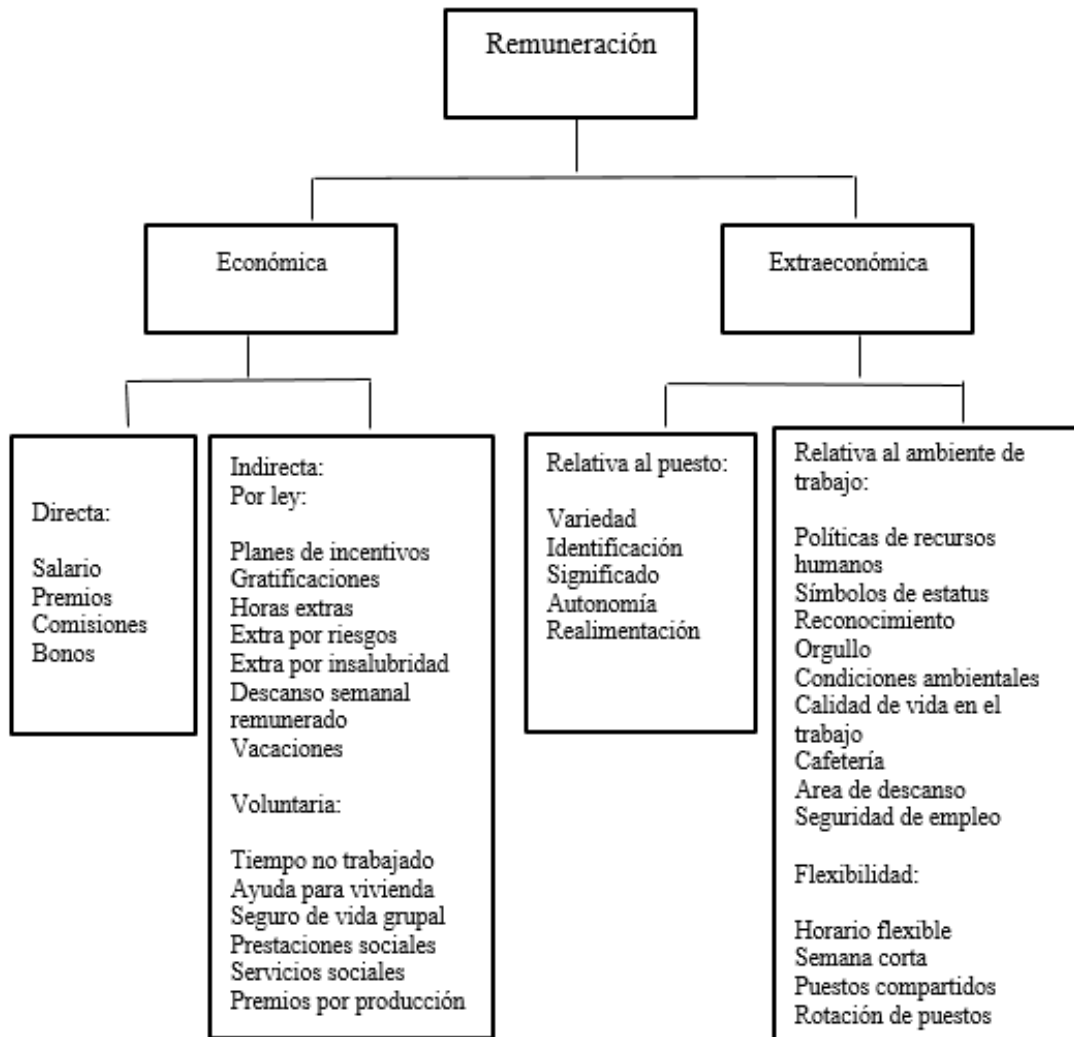 Remuneración
Económica
Extraeconómica
Directa:
Salario
Premios
Comisiones
Bonos
Indirecta:
Por ley:
Planes de incentivos
Gratificaciones
Horas extras
Extra por riesgos
Extra por insalubridad
Descanso semanal
remunerado
Vacaciones
Voluntaria:
Tiempo no trabajado
Ayuda para vivienda
Seguro de vida grupal
Prestaciones sociales
Servicios sociales
Premios por producción
Relativa al puesto:
Variedad
Identificación
Significado
Autonomía
Realimentación
Relativa al ambiente de
trabajo:
Políticas de recursos
humanos
Símbolos de estatus
Reconocimiento
Orgullo
Condiciones ambientales
Calidad de vida en el
trabajo
Cafetería
Area de descanso
Seguridad de empleo
Flexibilidad:
Horario flexible
Semana corta
Puestos compartidos
Rotación de puestos